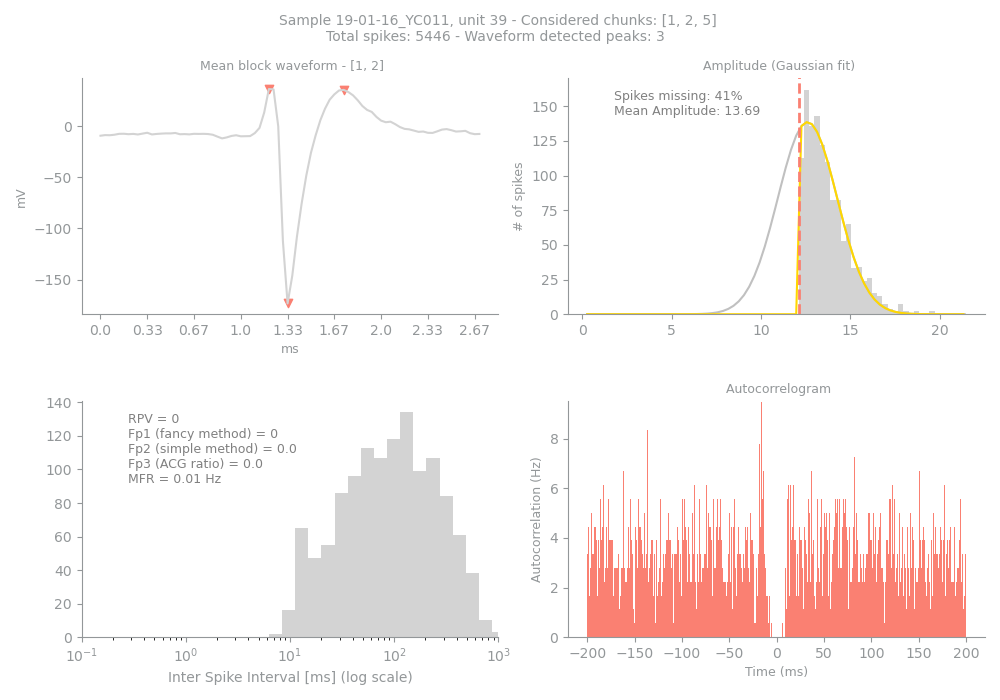 Sample 19-01-16_YC011, unit 39 - Considered chunks: [1, 2, 5]
Total spikes: 5446 - Waveform detected peaks: 3
Mean block waveform - [1, 2]
mV
0
−50
−100
−150
0.0 0.33 0.67 1.0 1.33 1.67 2.0 2.33 2.67
ms
Amplitude (Gaussian fit)
Spikes missing: 41%
Mean Amplitude: 13.69
# of spikes
150
125
100
75
50
25
0
0 5 10 15 20
140
120
100
80
60
40
20
0
RPV = 0
Fp1 (fancy method) = 0
Fp2 (simple method) = 0.0
Fp3 (ACG ratio) = 0.0
MFR = 0.01 Hz
10⁻¹ 10⁰ 10¹ 10² 10³
Inter Spike Interval [ms] (log scale)
Autocorrelogram
Autocorrelation (Hz)
8
6
4
2
0
−200 −150 −100 −50 0 50 100 150 200
Time (ms)